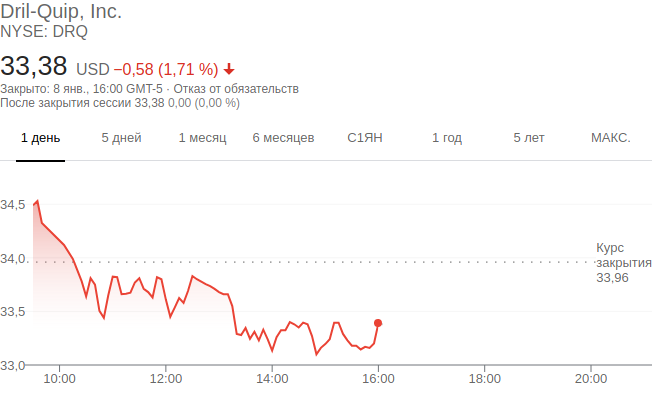 Dril-Quip, Inc.
NYSE: DRQ
33,38 USD −0,58 (1,71 %)
Закрыто: 8 янв., 16:00 GMT-5 · Отказ от обязательств
После закрытия сессии 33,38 0,00 (0,00 %)
1 день 5 дней 1 месяц 6 месяцев С1ЯН 1 год 5 лет МАКС.
34,5
34,0
33,5
33,0
Курс
закрытия
33,96
10:00 12:00 14:00 16:00 18:00 20:00